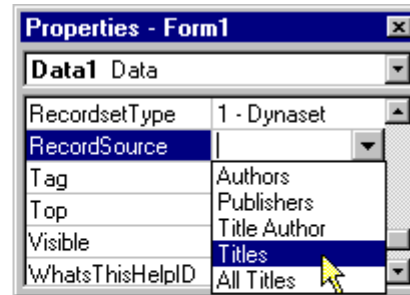 Properties - Form1
Data1 Data
RecordsetType 1 - Dynaset
RecordSource
Tag
Top
Visible
WhatsThisHelpID
Authors
Publishers
Title Author
Titles
All Titles